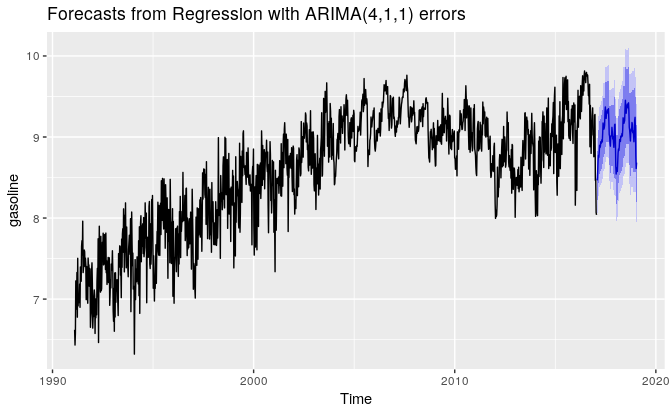 Forecasts from Regression with ARIMA(4,1,1) errors
10
9
8
7
gasoline
1990
2000
2010
2020
Time